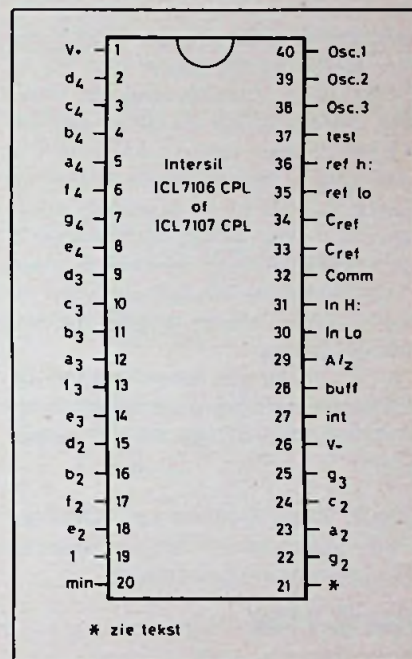 V+ 1 40 Osc.1
d4 2 39 Osc.2
c4 3 38 Osc.3
b4 4 37 test
a4 5 Intersil 36 ref h:
f4 6 ICL7106 CPL 35 ref lo
g4 7 of 34 Cref
e4 8 ICL7107 CPL 33 Cref
d3 9 32 Comm
c3 10 31 In H:
b3 11 30 In Lo
a3 12 29 A/z
f3 13 28 buff
e3 14 27 int
d2 15 26 V-
b2 16 25 g3
f2 17 24 c2
e2 18 23 a2
1 19 22 g2
min 20 21 *
* zie tekst